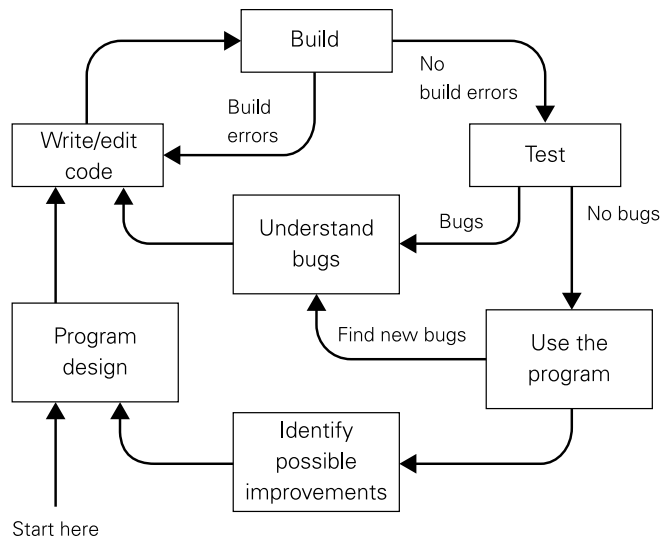 Build
No
build errors
Build
errors
Write/edit
code
Test
Understand
bugs
Bugs
No bugs
Program
design
Find new bugs
Use the
program
Identify
possible
improvements
Start here